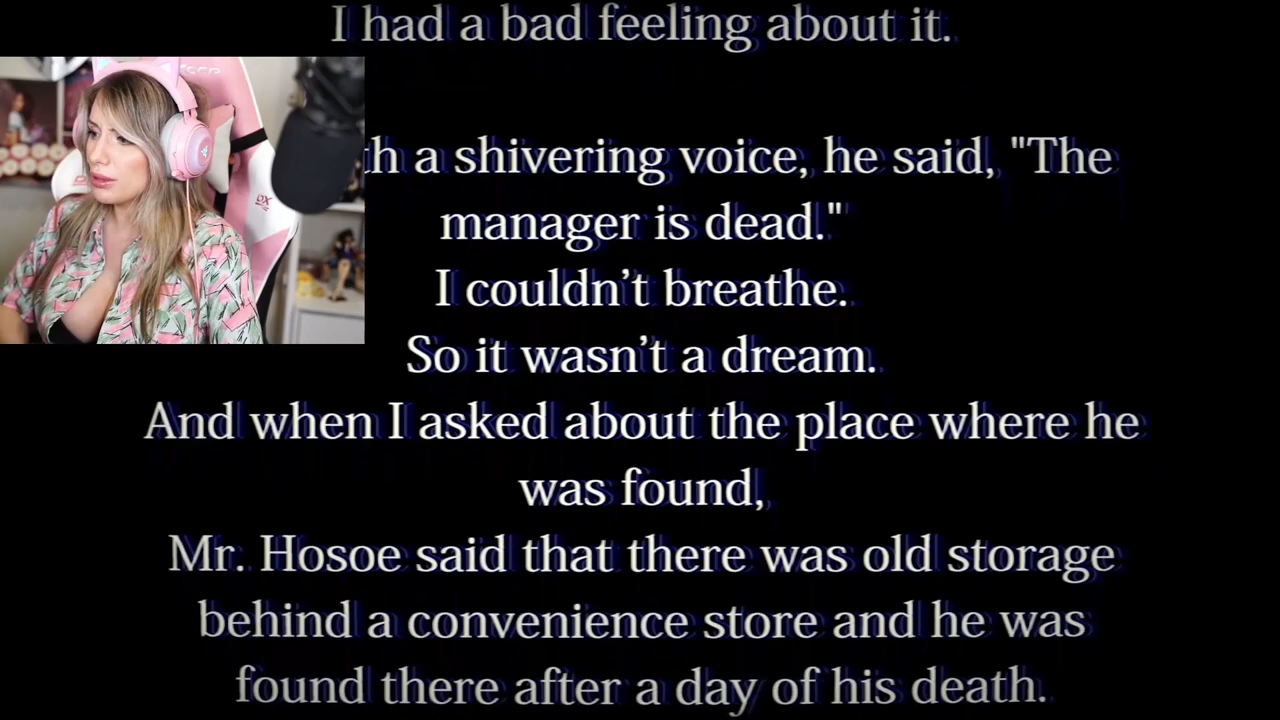 I had a bad feeling about it.
th a shivering voice, he said, "The
manager is dead."
I couldn’t breathe.
So it wasn’t a dream.
And when I asked about the place where he
was found,
Mr. Hosoe said that there was old storage
behind a convenience store and he was
found there after a day of his death.